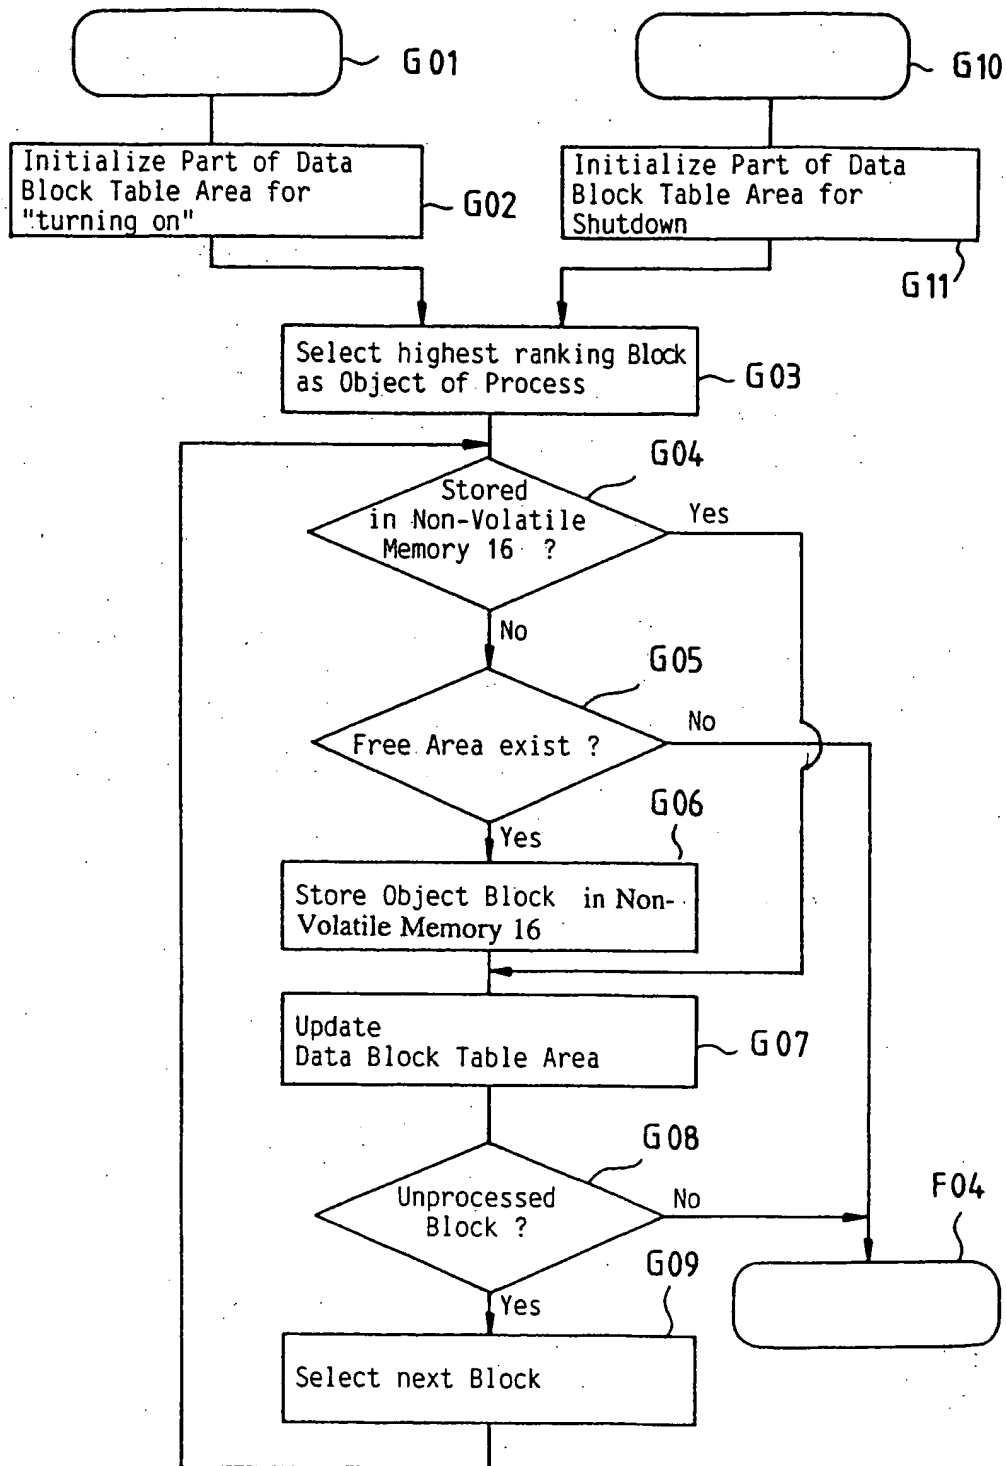 G01
G10
Initialize Part of Data
Block Table Area for
"turning on"
G02
Initialize Part of Data
Block Table Area for
Shutdown
G11
Select highest ranking Block
as Object of Process
G03
G04
Stored
in Non-Volatile
Memory 16 ?
Yes
No
G05
Free Area exist ?
No
Yes
G06
Store Object Block in Non-
Volatile Memory 16
Update
Data Block Table Area
G07
G08
Unprocessed
Block ?
No
Yes
F04
G09
Select next Block